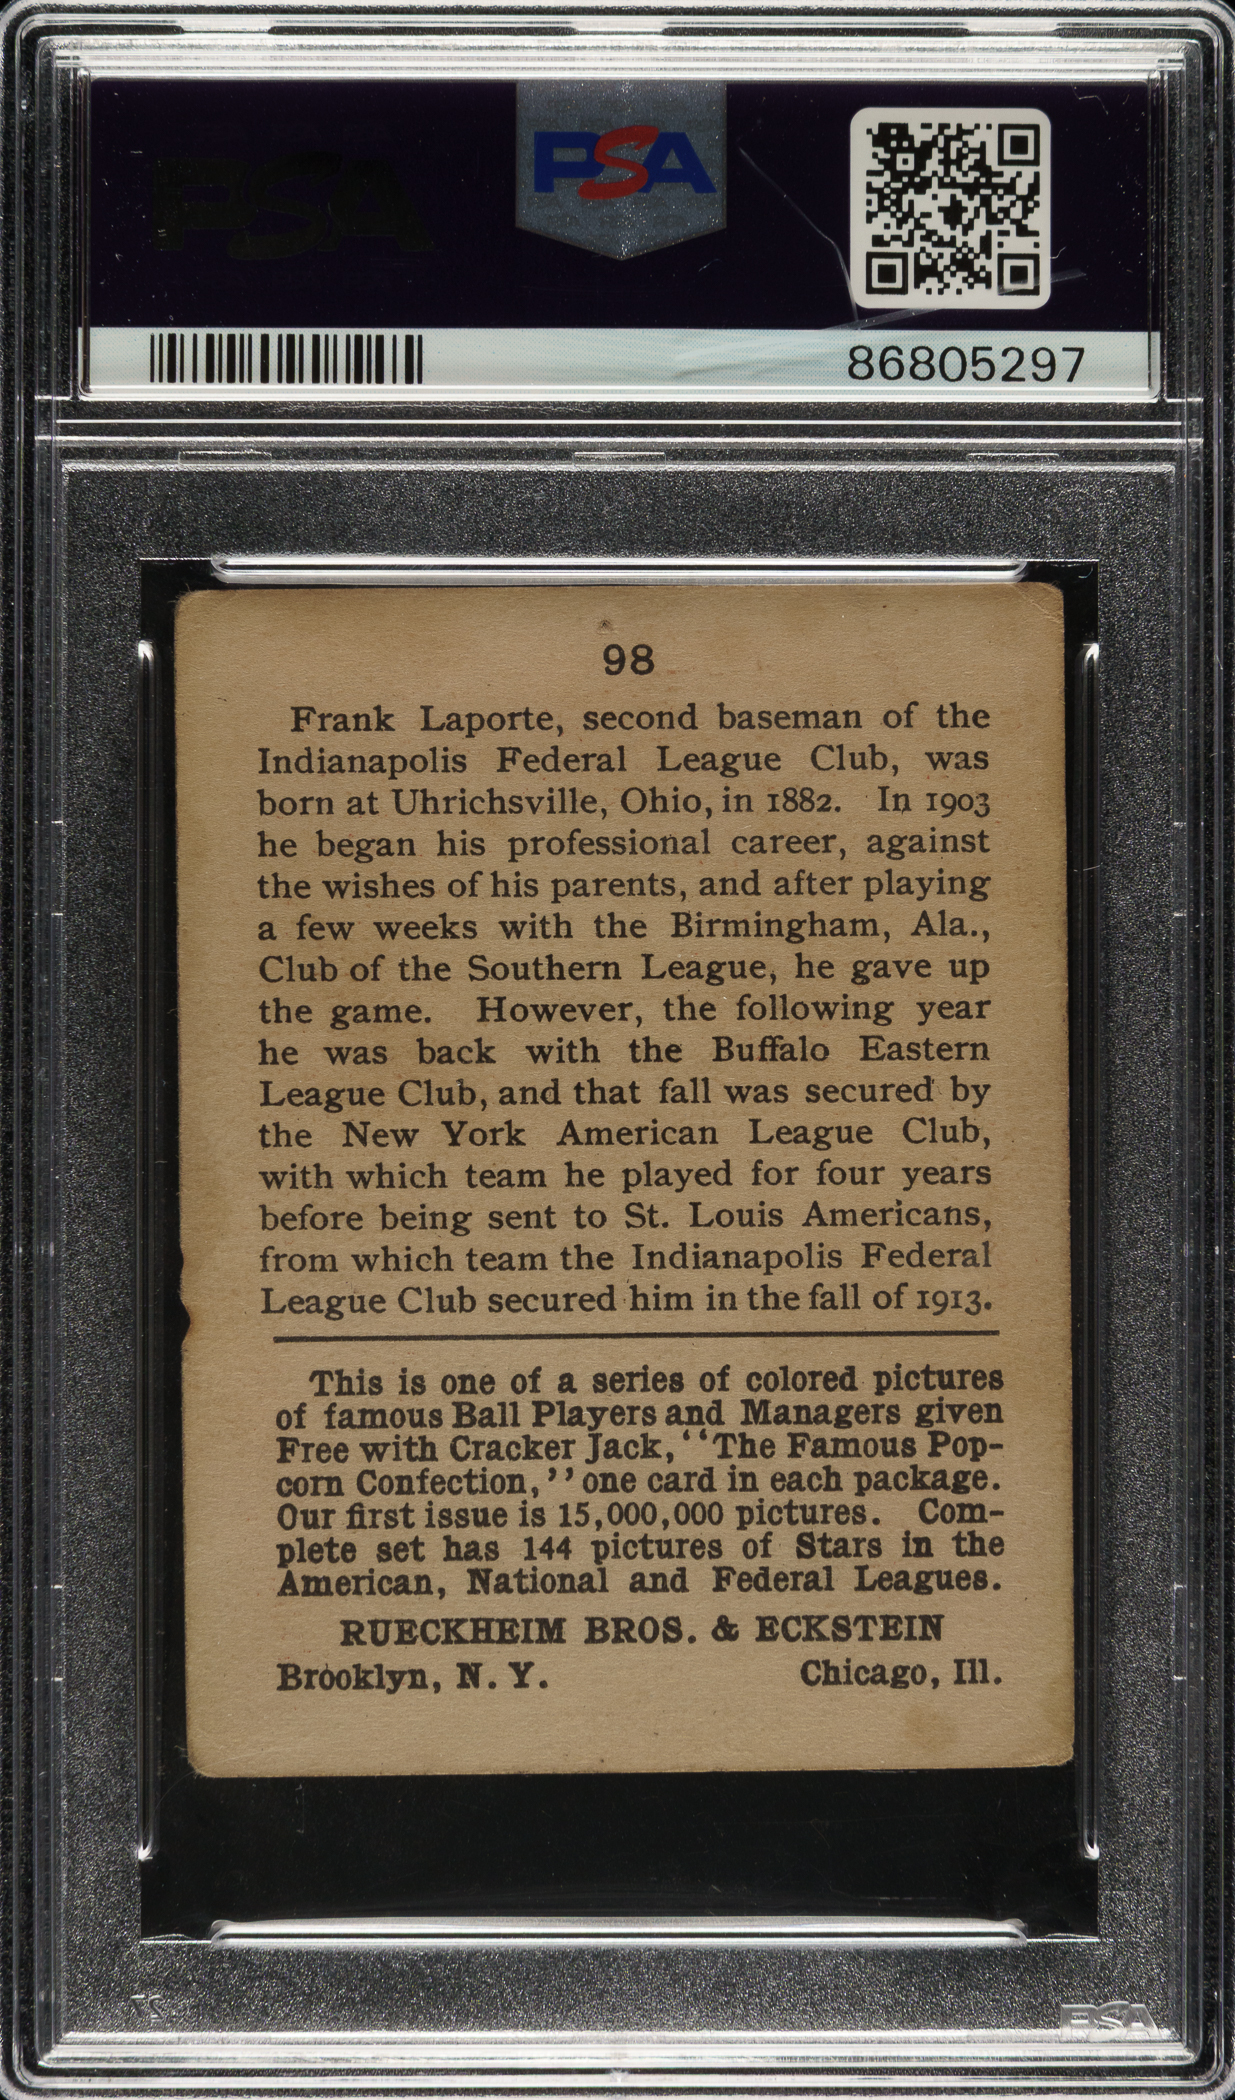 PSA
PSA
86805297
98
Frank Laporte, second baseman of the
Indianapolis Federal League Club, was
born at Uhrichsville, Ohio, in 1882. In 1903
he began his professional career, against
the wishes of his parents, and after playing
a few weeks with the Birmingham, Ala.,
Club of the Southern League, he gave up
the game. However, the following year
he was back with the Buffalo Eastern
League Club, and that fall was secured by
the New York American League Club,
with which team he played for four years
before being sent to St. Louis Americans,
from which team the Indianapolis Federal
League Club secured him in the fall of 1913.
This is one of a series of colored pictures
of famous Ball Players and Managers given
Free with Cracker Jack, "The Famous Pop-
corn Confection," one card in each package.
Our first issue is 15,000,000 pictures. Com-
plete set has 144 pictures of Stars in the
American, National and Federal Leagues.
RUECKHEIM BROS. & ECKSTEIN
Brooklyn, N. Y. Chicago, Ill.
PSA